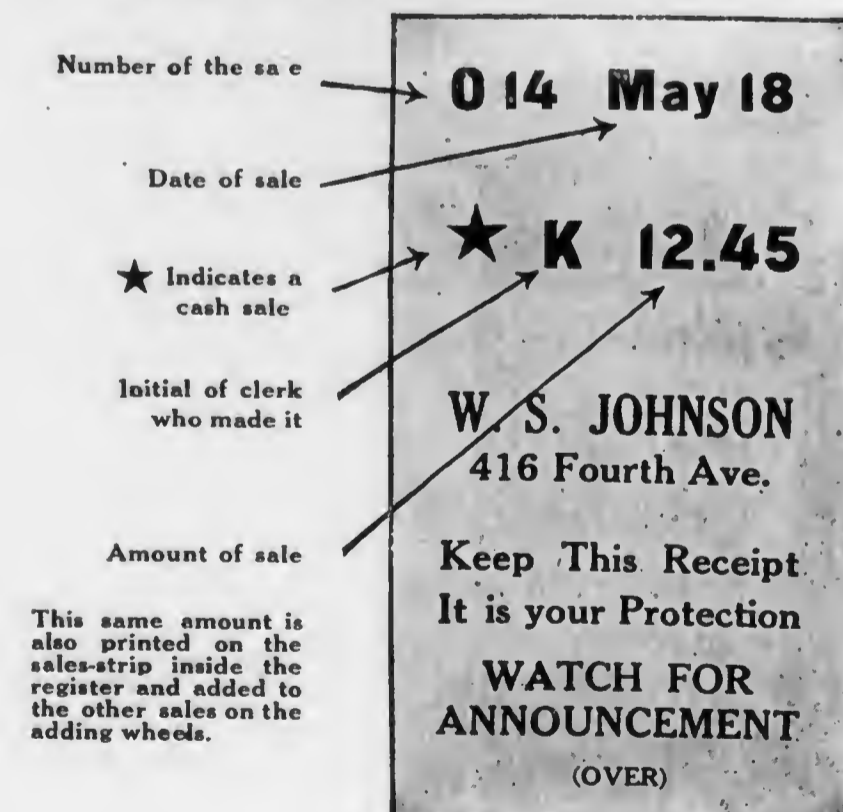 Number of the sa e
Date of sale
★ Indicates a
cash sale
Initial of clerk
who made it
Amount of sale
This same amount is
also printed on the
sales-strip inside the
register and added to
the other sales on the
adding wheels.
014 May 18
★ K 12.45
W. S. JOHNSON
416 Fourth Ave.
Keep This Receipt
It is your Protection
WATCH FOR
ANNOUNCEMENT
(OVER)